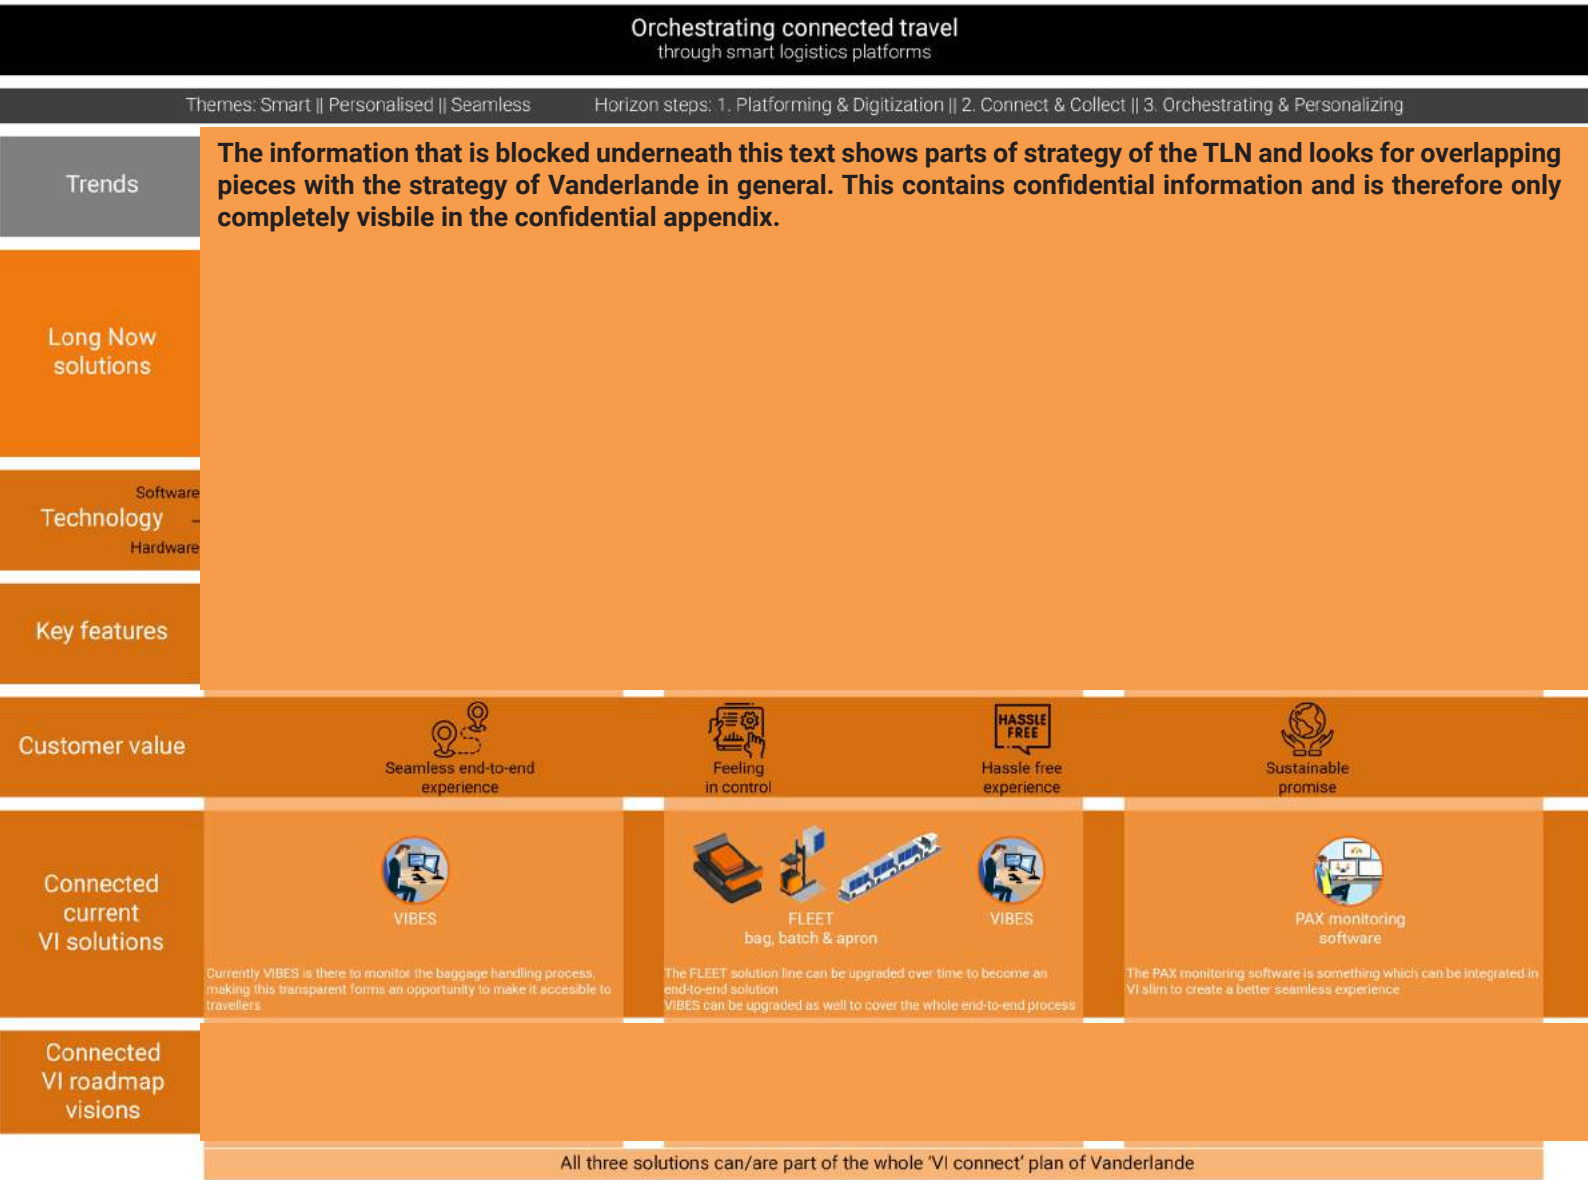 Orchestrating connected travel
through smart logistics platforms
Themes: Smart || Personalised || Seamless
Horizon steps: 1. Platforming & Digitization || 2. Connect & Collect || 3. Orchestrating & Personalizing
Trends
The information that is blocked underneath this text shows parts of strategy of the TLN and looks for overlapping
pieces with the strategy of Vanderlande in general. This contains confidential information and is therefore only
completely visbile in the confidential appendix.
Long Now
solutions
Software
Technology
Hardware
Key features
Customer value
Seamless end-to-end
experience
Feeling
in control
HASSLE
FREE
Hassle free
experience
Sustainable
promise
Connected
current
VI solutions
VIBES
Currently VIBES is there to monitor the baggage handling process,
making this transparent forms an opportunity to make it accesible to
travellers
FLEET
bag, batch & apron
VIBES
The FLEET solution line can be upgraded over time to become an
end-to-end solution
VIBES can be upgraded as well to cover the whole end-to-end process
PAX monitoring
software
The PAX monitoring software is something which can be integrated in
VI slim to create a better seamless experience
Connected
VI roadmap
visions
All three solutions can/are part of the whole 'VI connect' plan of Vanderlande